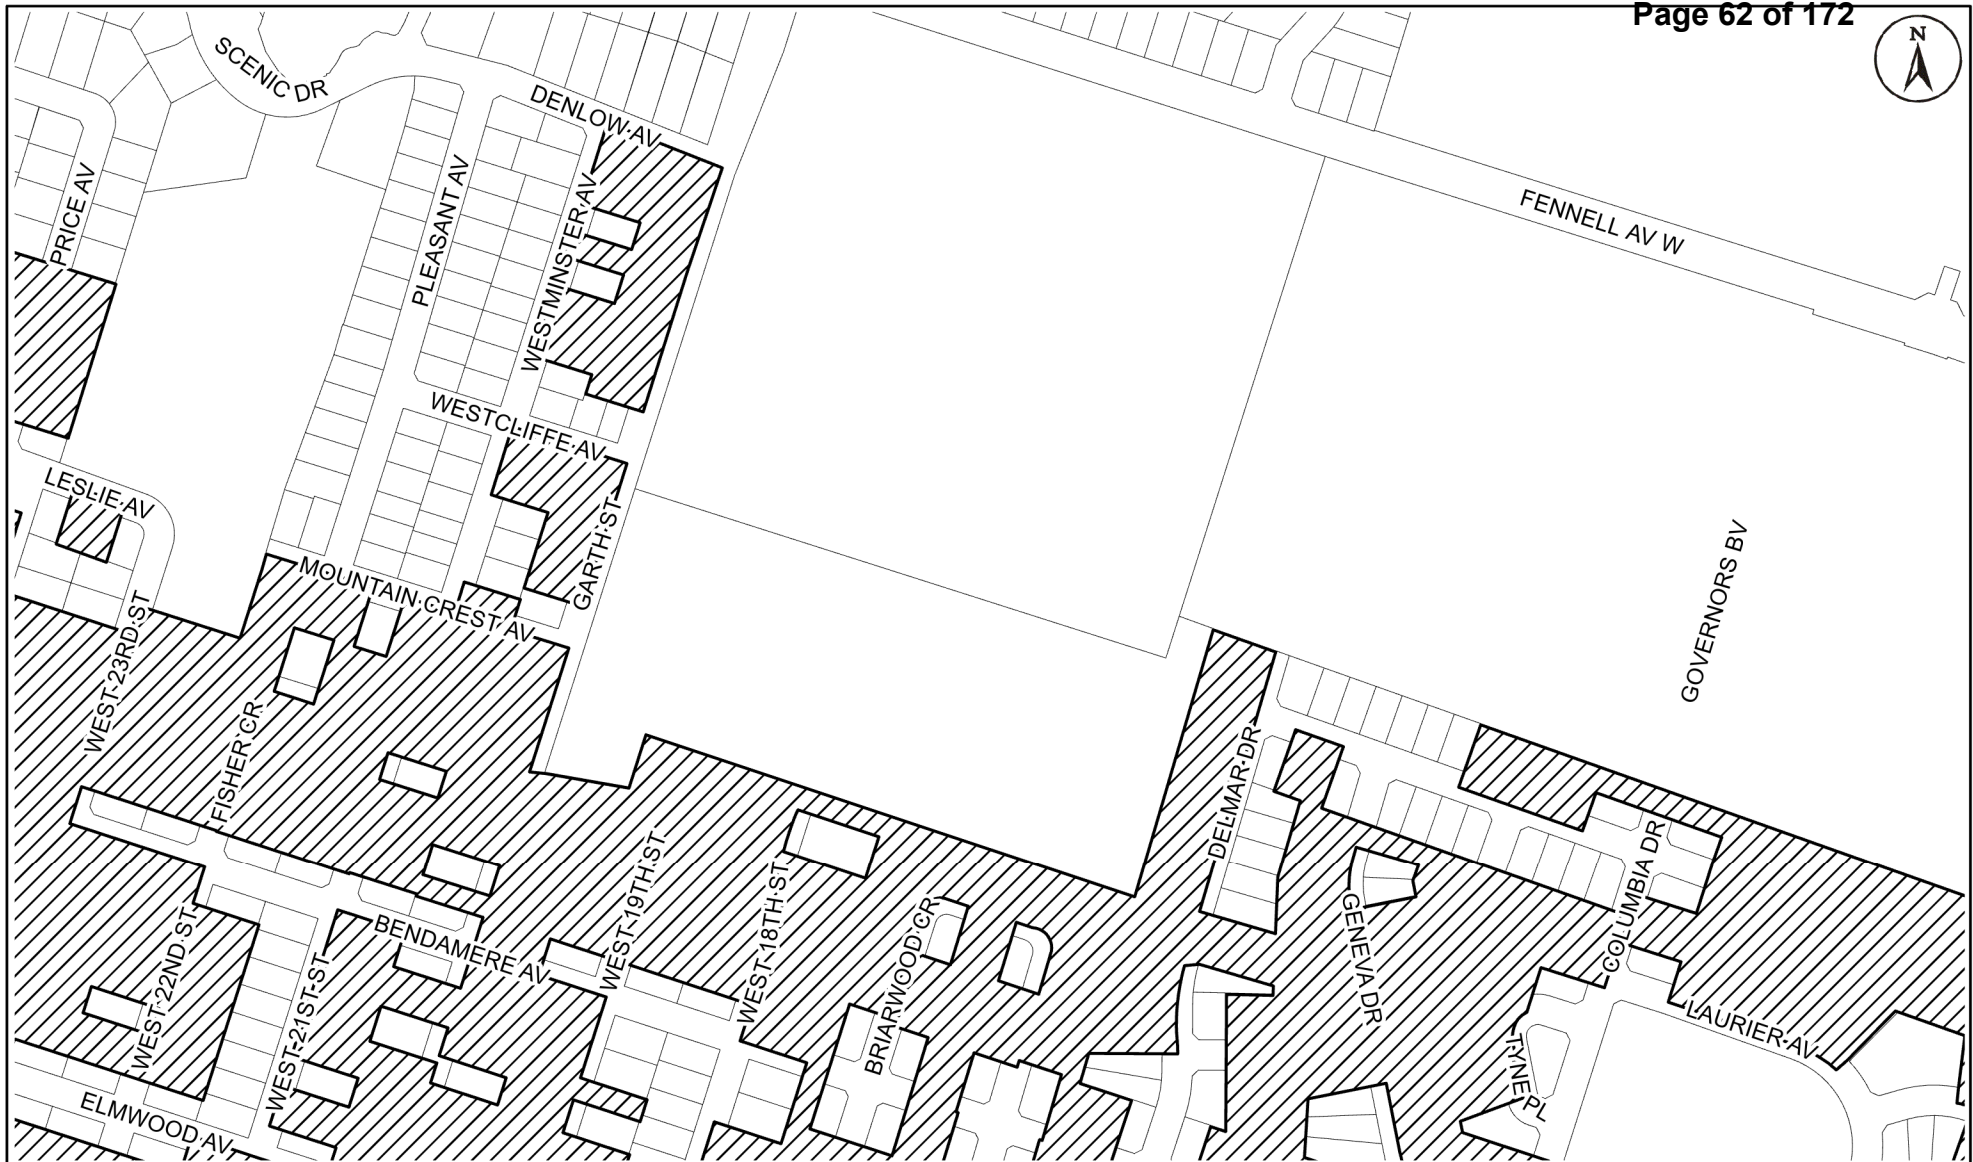 Page 62 of 172
N
SCENIC DR
DENLOW AV
PRICE AV
PLEASANT AV
WESTMINSTER AV
FENNELL AV W
WESTCLIFFE AV
LESLIE AV
GARTH ST
MOUNTAIN CREST AV
GOVERNORS BV
WEST 23RD ST
FISHER CR
DELMAR DR
WEST 19TH ST
WEST 18TH ST
COLUMBIA DR
BRIARWOOD CR
GENEVA DR
WEST 22ND ST
BENDAMERE AV
WEST 21ST ST
LAURIER AV
TYNE PL
ELMWOOD AV